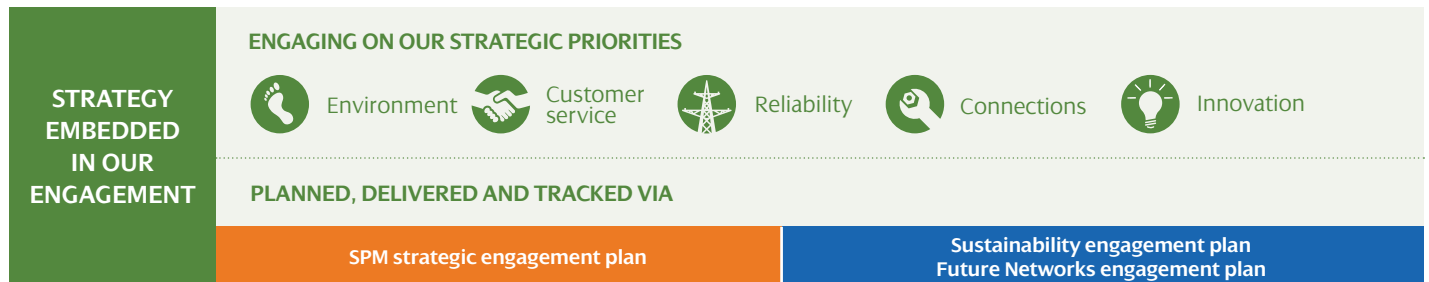 STRATEGY
EMBEDDED
IN OUR
ENGAGEMENT
ENGAGING ON OUR STRATEGIC PRIORITIES
Environment
Customer
service
Reliability
Connections
Innovation
PLANNED, DELIVERED AND TRACKED VIA
SPM strategic engagement plan
Sustainability engagement plan
Future Networks engagement plan